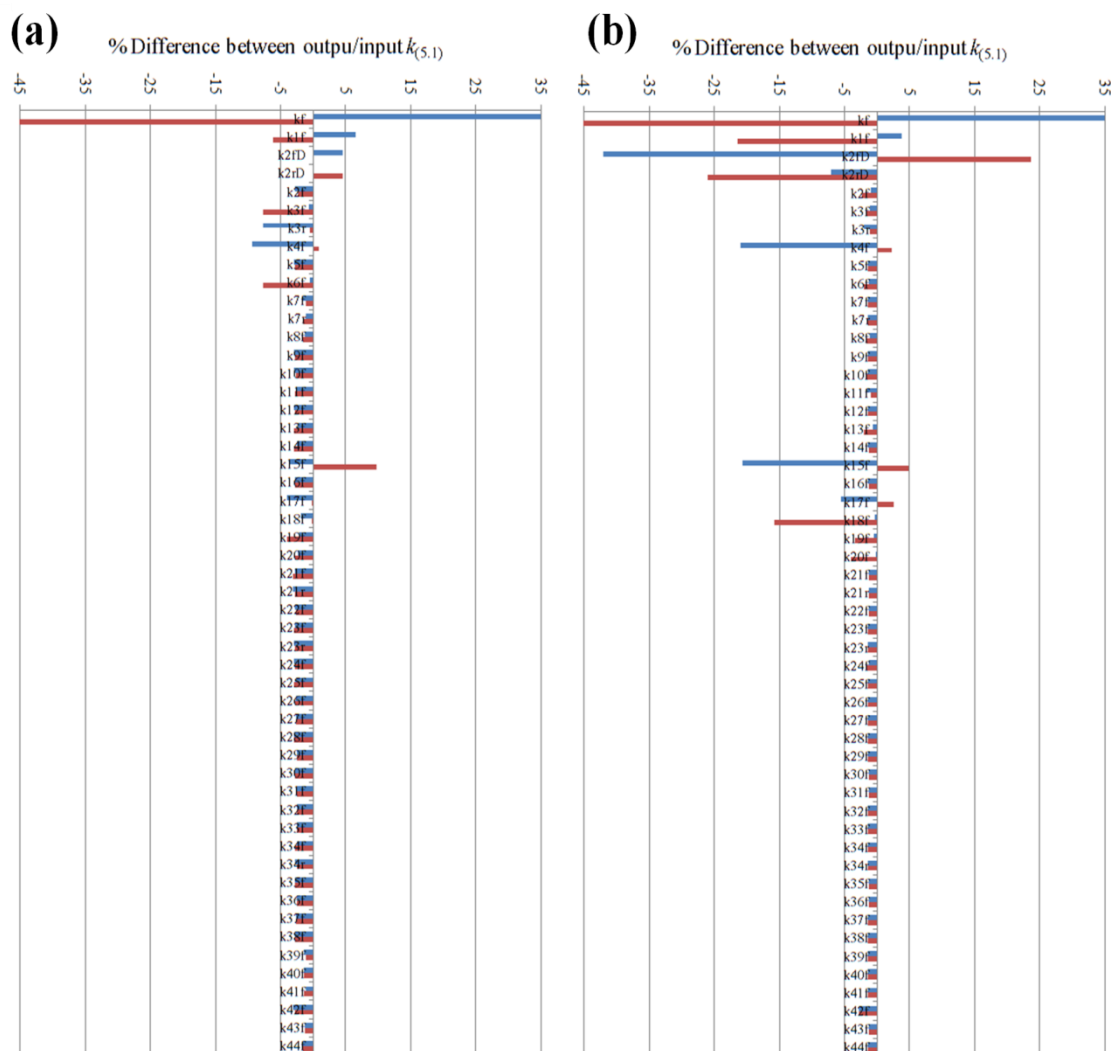 (a)
% Difference between outpu/input k(5.1)
-45 -35 -25 -15 -5 5 15 25 35
kf
k1f
k2fD
k2rD
k2f
k3f
k3r
k4f
k5f
k6f
k7f
k7r
k8f
k9f
k10f
k11f
k12f
k13f
k14f
k15f
k16f
k17f
k18f
k19f
k20f
k21f
k21r
k22f
k23f
k23r
k24f
k25f
k26f
k27f
k28f
k29f
k30f
k31f
k32f
k33f
k34f
k34r
k35f
k36f
k37f
k38f
k39f
k40f
k41f
k42f
k43f
k44f
(b)
% Difference between outpu/input k(5.1)
-45 -35 -25 -15 -5 5 15 25 35
kf
k1f
k2fD
k2rD
k2f
k3f
k3r
k4f
k5f
k6f
k7f
k7r
k8f
k9f
k10f
k11f
k12f
k13f
k14f
k15f
k16f
k17f
k18f
k19f
k20f
k21f
k21r
k22f
k23f
k23r
k24f
k25f
k26f
k27f
k28f
k29f
k30f
k31f
k32f
k33f
k34f
k34r
k35f
k36f
k37f
k38f
k39f
k40f
k41f
k42f
k43f
k44f